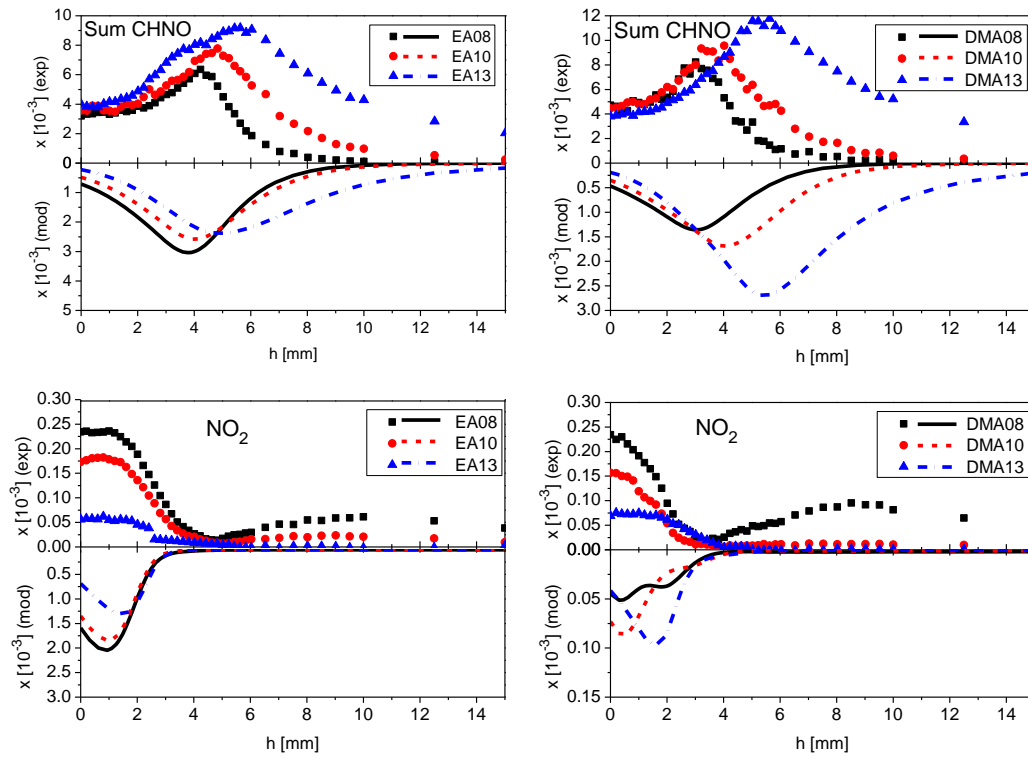 Sum CHNO
EA08
EA10
EA13
x [10⁻³] (exp)
10
8
6
4
2
0
x [10⁻³] (mod)
1
2
3
4
5
0 2 4 6 8 10 12 14
h [mm]
Sum CHNO
DMA08
DMA10
DMA13
x [10⁻³] (exp)
12
10
8
6
4
2
0
x [10⁻³] (mod)
0.5
1.0
1.5
2.0
2.5
3.0
0 2 4 6 8 10 12 14
h [mm]
NO₂
EA08
EA10
EA13
x [10⁻³] (exp)
0.30
0.25
0.20
0.15
0.10
0.05
0.00
x [10⁻³] (mod)
0.5
1.0
1.5
2.0
2.5
3.0
0 2 4 6 8 10 12 14
h [mm]
NO₂
DMA08
DMA10
DMA13
x [10⁻³] (exp)
0.30
0.25
0.20
0.15
0.10
0.05
0.00
x [10⁻³] (mod)
0.05
0.10
0.15
0 2 4 6 8 10 12 14
h [mm]